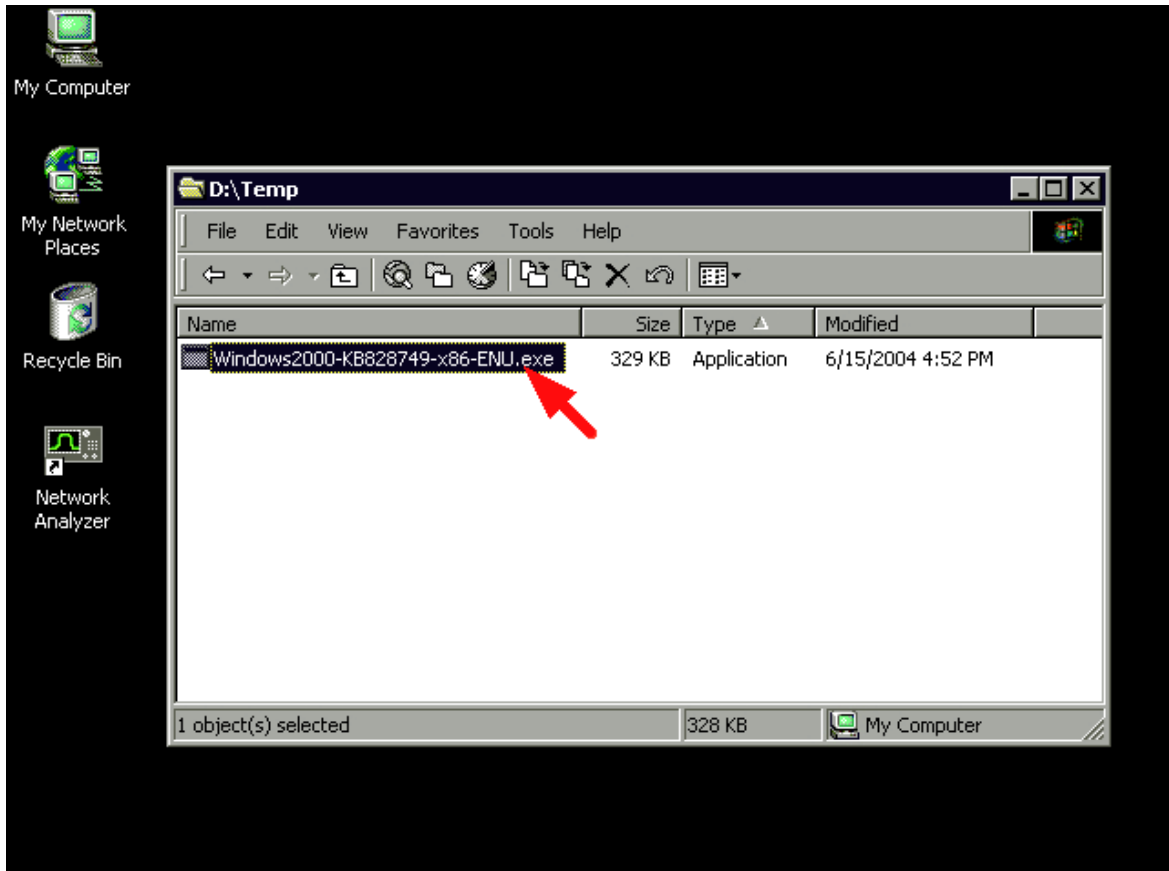 My Computer
My Network
Places
Recycle Bin
Network
Analyzer
D:\Temp
File Edit View Favorites Tools Help
Name Size Type Modified
Windows2000-KB828749-x86-ENU.exe 329 KB Application 6/15/2004 4:52 PM
1 object(s) selected 328 KB My Computer